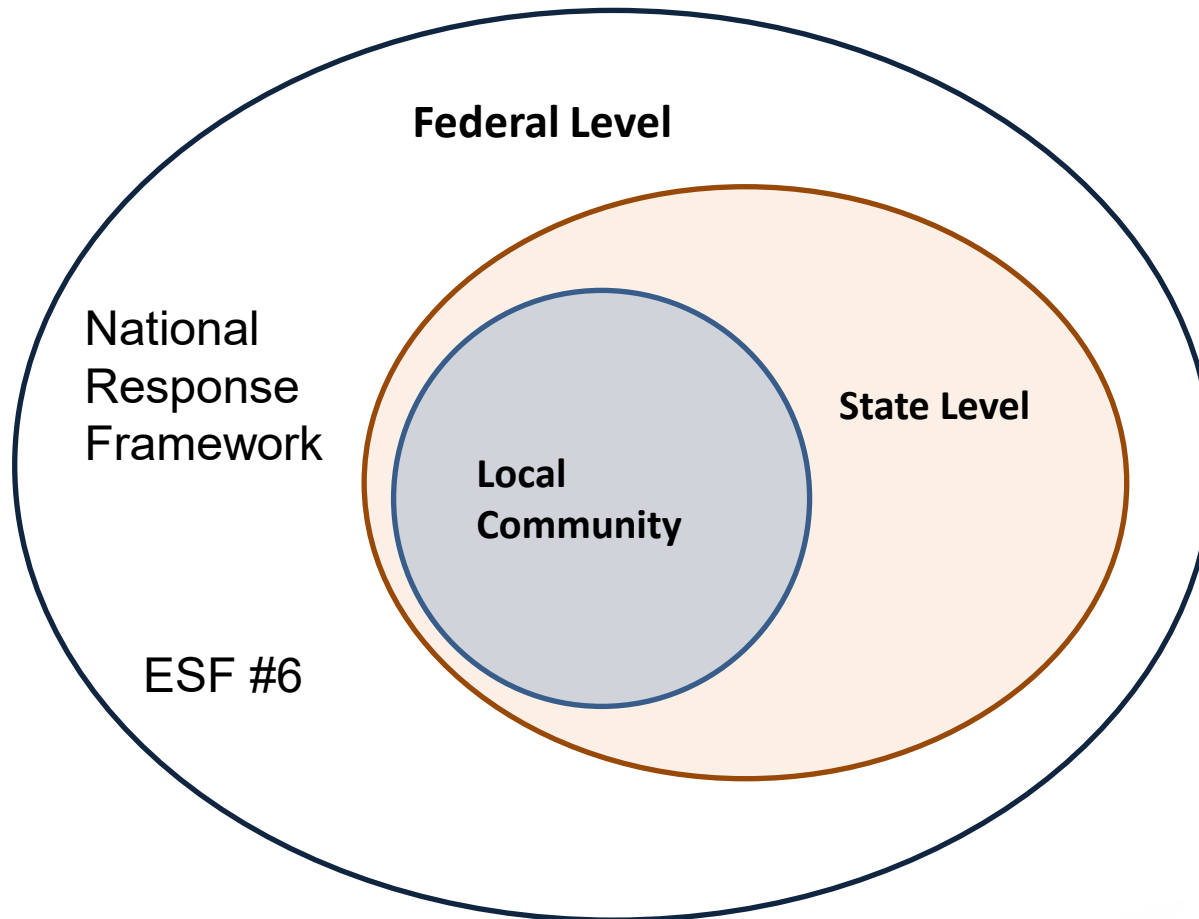 Federal Level
National
Response
Framework
State Level
Local
Community
ESF #6